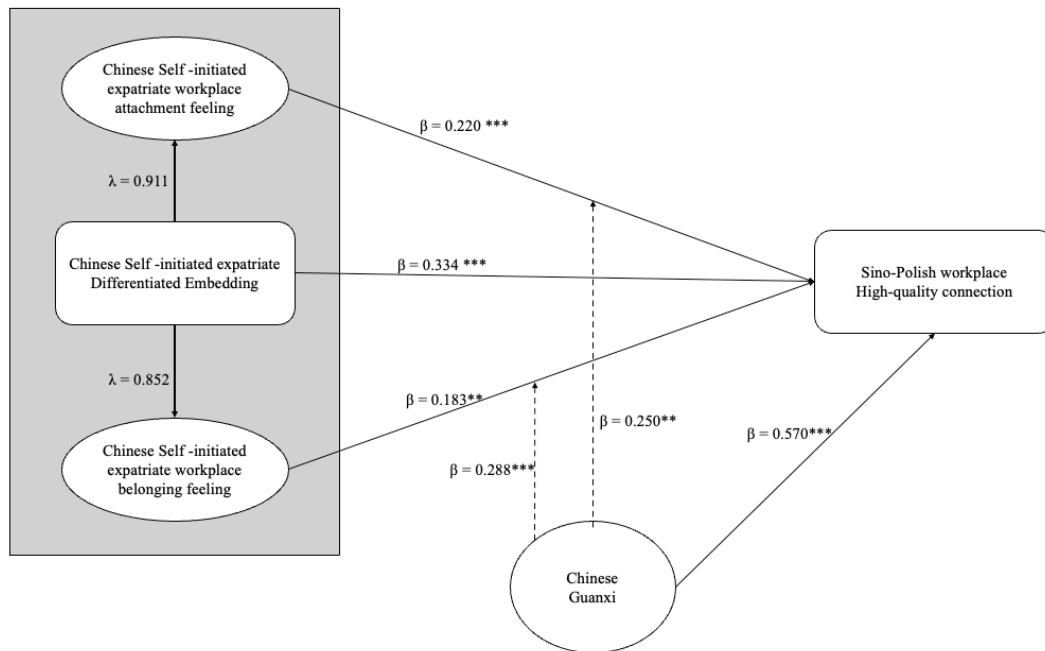 Chinese Self -initiated
expatriate workplace
attachment feeling
β = 0.220 ***
λ = 0.911
Chinese Self -initiated expatriate
Differentiated Embedding
β = 0.334 ***
Sino-Polish workplace
High-quality connection
λ = 0.852
β = 0.183**
β = 0.250**
β = 0.570***
Chinese Self -initiated
expatriate workplace
belonging feeling
β = 0.288***
Chinese
Guanxi